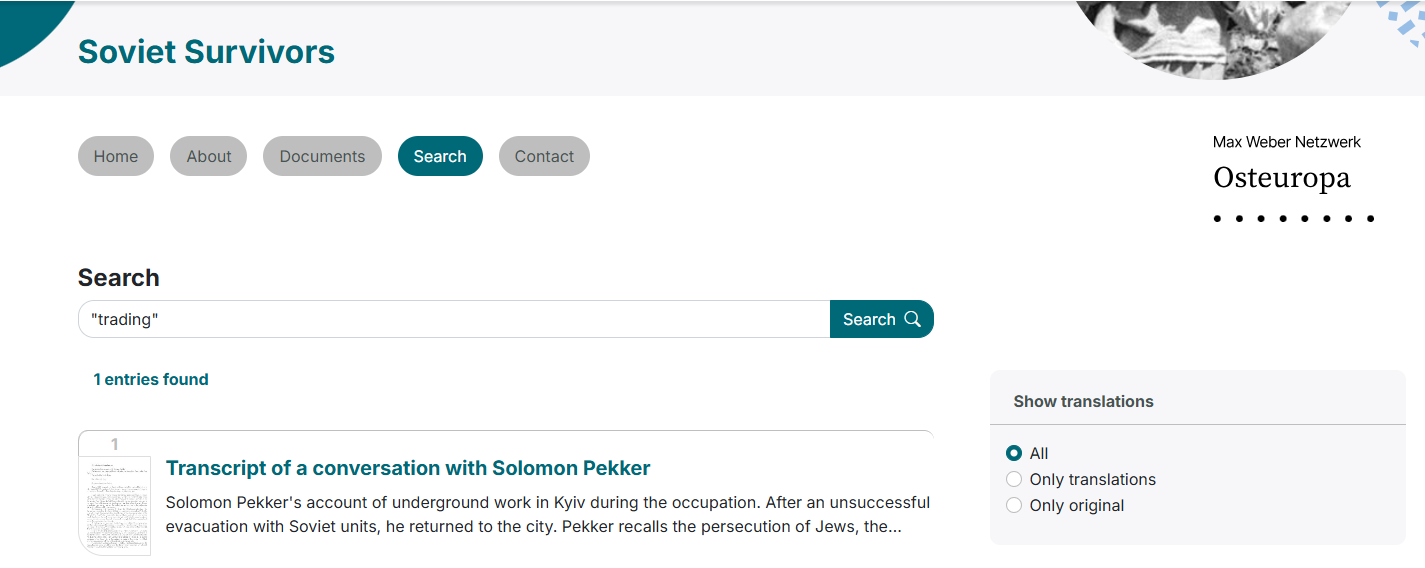 Soviet Survivors
Home
About
Documents
Search
Contact
Max Weber Netzwerk
Osteuropa
Search
"trading"
Search
1 entries found
1
Transcript of a conversation with Solomon Pekker
Solomon Pekker's account of underground work in Kyiv during the occupation. After an unsuccessful
evacuation with Soviet units, he returned to the city. Pekker recalls the persecution of Jews, the...
Show translations
All
Only translations
Only original